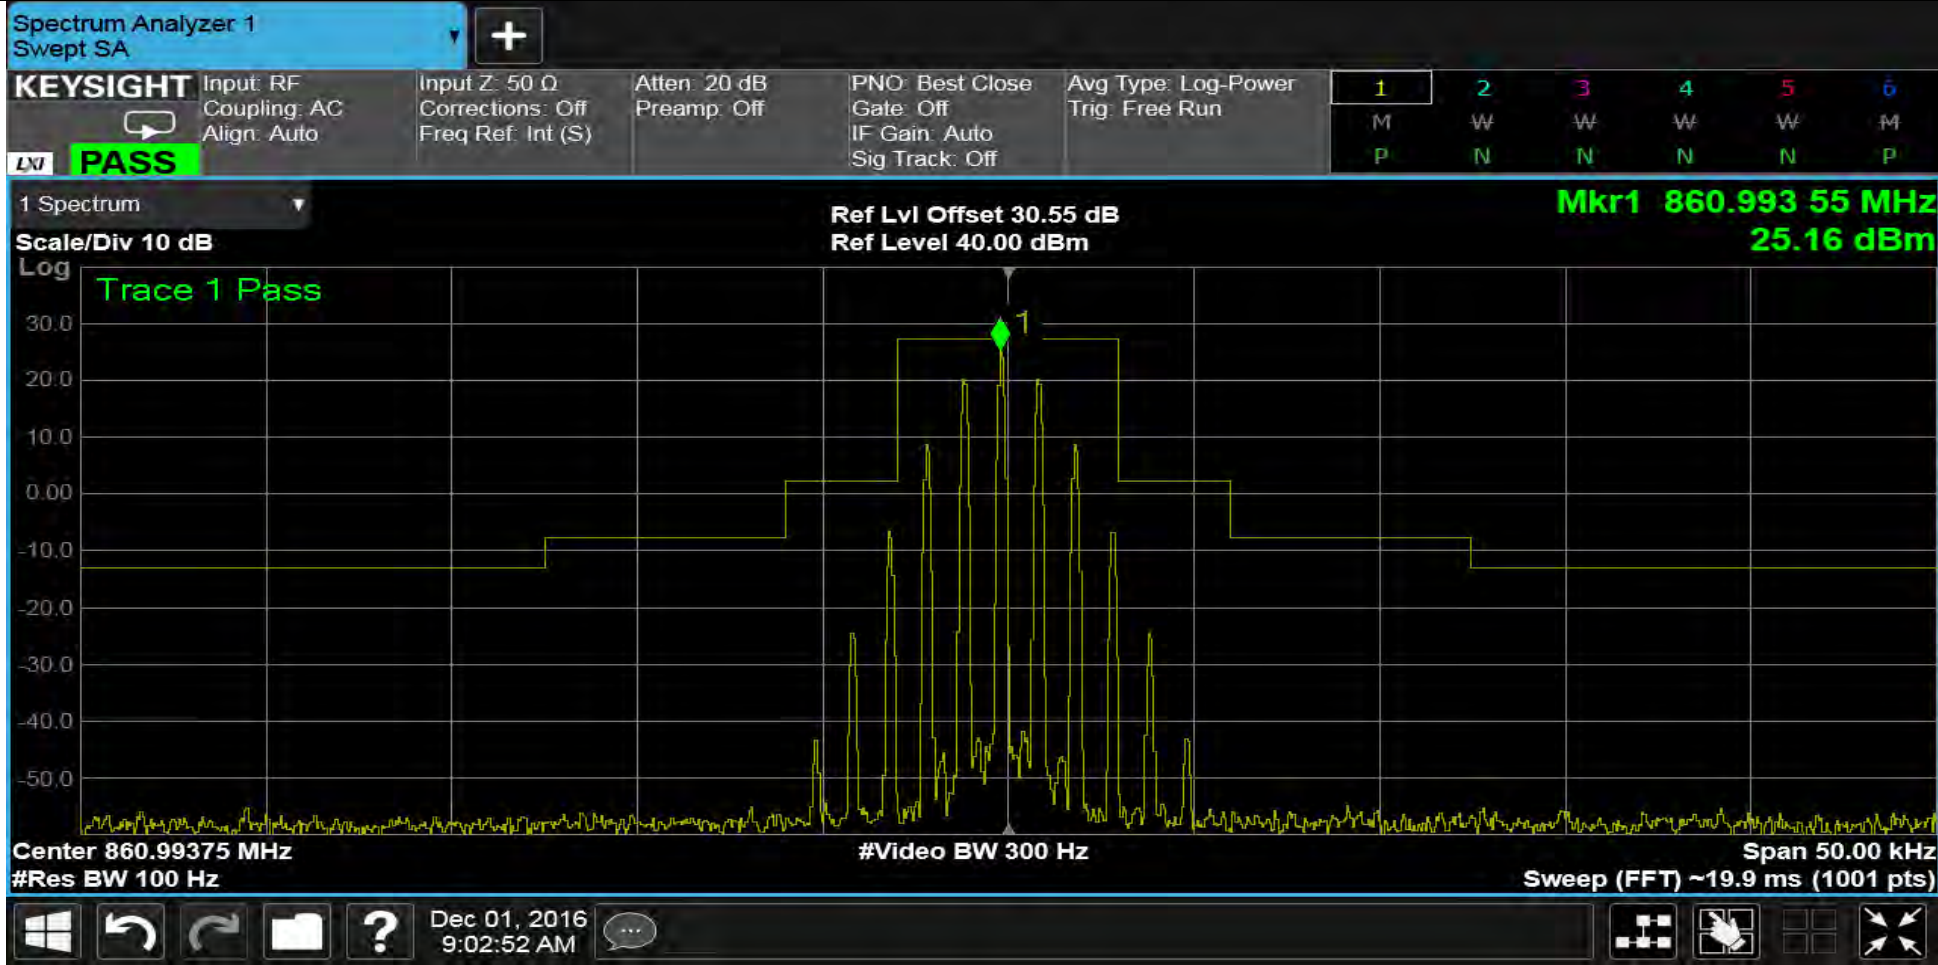 Spectrum Analyzer 1
Swept SA
KEYSIGHT
LXI
PASS
Input: RF
Coupling: AC
Align: Auto
Input Z: 50 Ω
Corrections: Off
Freq Ref: Int (S)
Atten: 20 dB
Preamp: Off
PNO: Best Close
Gate: Off
IF Gain: Auto
Sig Track: Off
Avg Type: Log-Power
Trig: Free Run
1 2 3 4 5 6
M W W W W M
P N N N N P
1 Spectrum
Scale/Div 10 dB
Log
Ref Lvl Offset 30.55 dB
Ref Level 40.00 dBm
Mkr1 860.993 55 MHz
25.16 dBm
Trace 1 Pass
1
30.0
20.0
10.0
0.00
-10.0
-20.0
-30.0
-40.0
-50.0
Center 860.99375 MHz
#Res BW 100 Hz
#Video BW 300 Hz
Span 50.00 kHz
Sweep (FFT) ~19.9 ms (1001 pts)
?
Dec 01, 2016
9:02:52 AM